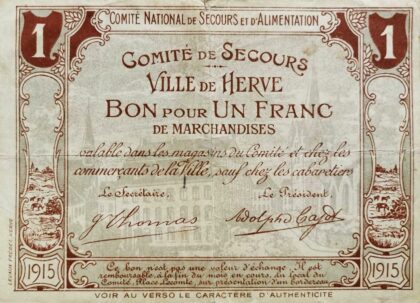 COMITÉ NATIONAL DE SECOURS ET D'ALIMENTATION
1
1
COMITÉ DE SECOURS
VILLE DE HERVE
BON POUR UN FRANC
DE MARCHANDISES
valable dans les magasins du Comité et chez les
commerçants de la Ville, sauf chez les cabaretiers
Le Secrétaire, Le Président,
G Thomas Adolphe
1915
1915
Ce bon n'est pas une valeur d'échange. Il est
remboursable à la fin du mois en cours, au local du
Comité, Place Lecomte, sur présentation d'un bordereau.
VOIR AU VERSO LE CARACTÈRE D'AUTHENTICITÉ